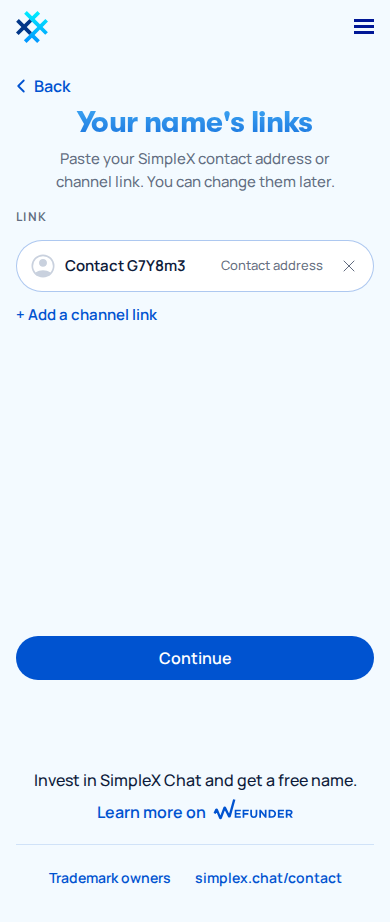 Back
Your name's links
Paste your SimpleX contact address or
channel link. You can change them later.
LINK
Contact G7Y8m3 Contact address
+ Add a channel link
Continue
Invest in SimpleX Chat and get a free name.
Learn more on WEFUNDER
Trademark owners simplex.chat/contact